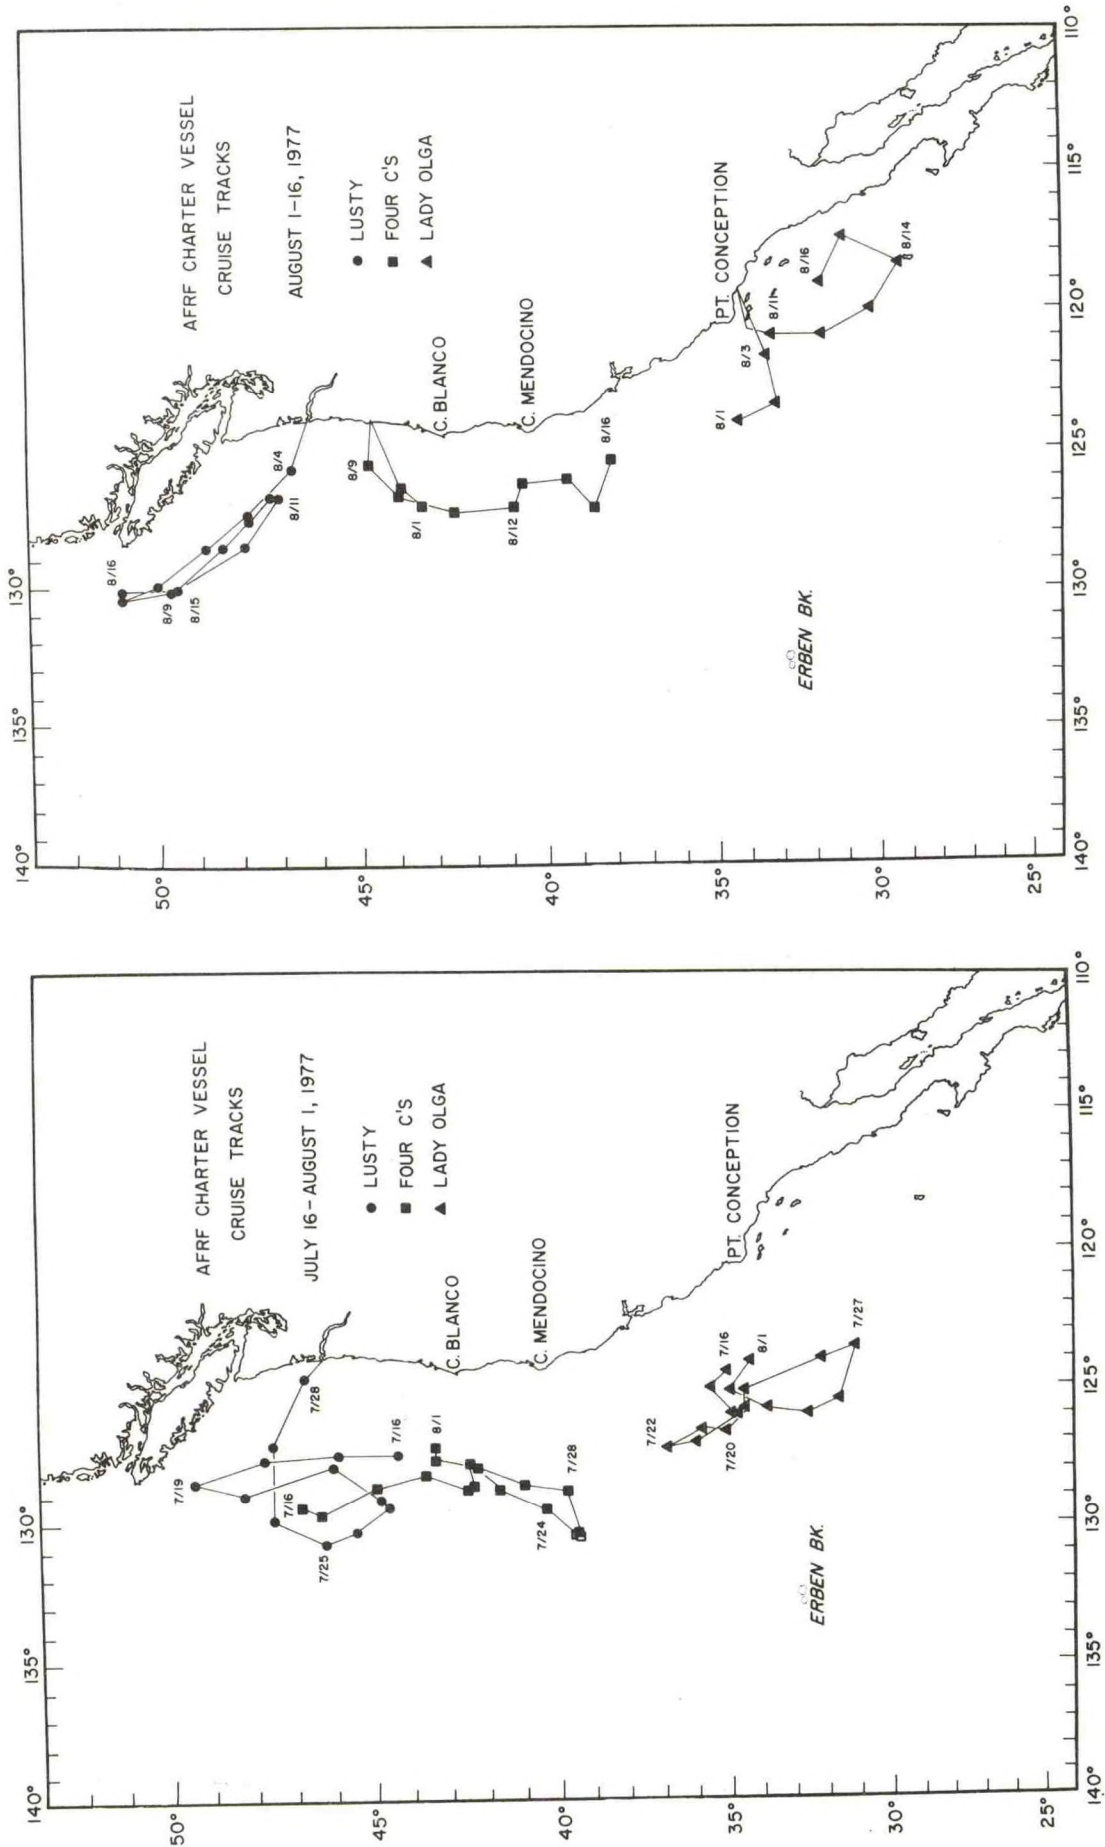 AFRF CHARTER VESSEL
CRUISE TRACKS
JULY 16 – AUGUST 1, 1977
● LUSTY
■ FOUR C'S
▲ LADY OLGA
C. BLANCO
C. MENDOCINO
PT. CONCEPTION
ERBEN BK.
7/28
7/19
7/16
7/16
7/25
8/1
7/28
7/24
7/22
7/20
7/16
8/1
7/27
50°
45°
40°
35°
30°
25°
140°
135°
130°
140°
135°
130°
125°
120°
115°
110°
AFRF CHARTER VESSEL
CRUISE TRACKS
AUGUST 1-16, 1977
● LUSTY
■ FOUR C'S
▲ LADY OLGA
C. BLANCO
C. MENDOCINO
PT. CONCEPTION
ERBEN BK.
8/16
8/9
8/15
8/4
8/11
8/9
8/1
8/12
8/16
8/1
8/3
8/11
8/16
8/14
50°
45°
40°
35°
30°
25°
140°
135°
130°
140°
135°
130°
125°
120°
115°
110°